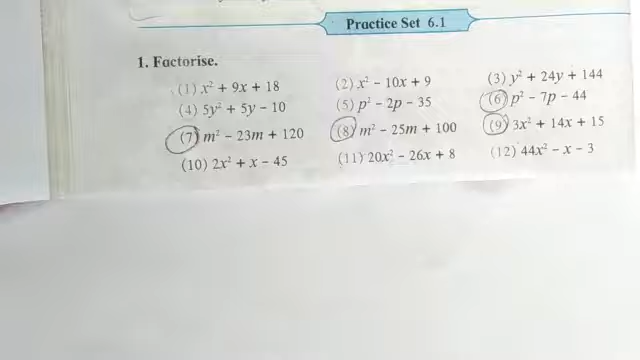 Practice Set 6.1
1. Factorise.
(1) x² + 9x + 18 (2) x² - 10x + 9 (3) y² + 24y + 144
(4) 5y² + 5y - 10 (5) p² - 2p - 35 (6) p² - 7p - 44
(7) m² - 23m + 120 (8) m² - 25m + 100 (9) 3x² + 14x + 15
(10) 2x² + x - 45 (11) 20x² - 26x + 8 (12) 44x² - x - 3